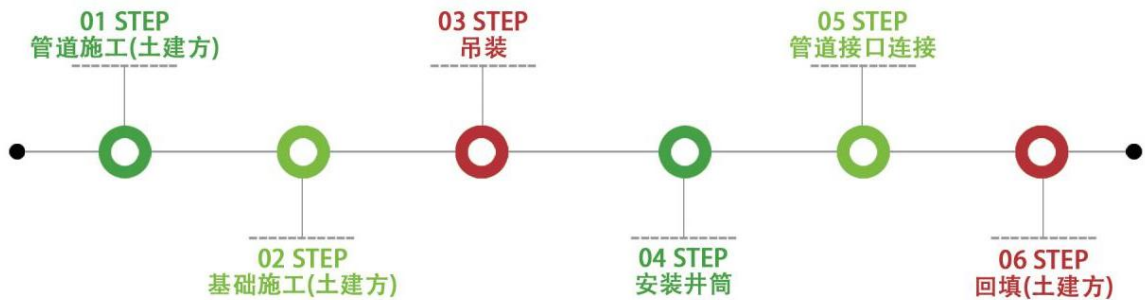 01 STEP
管道施工(土建方)
02 STEP
基础施工(土建方)
03 STEP
吊装
04 STEP
安装井筒
05 STEP
管道接口连接
06 STEP
回填(土建方)